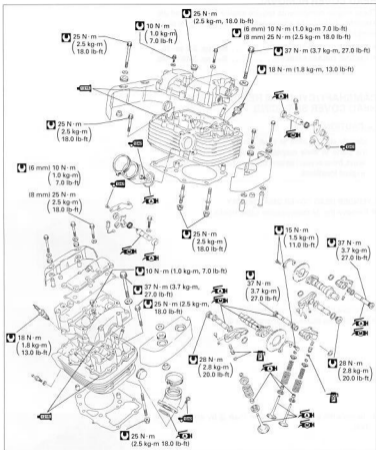 25 N·m
(2.5 kg-m, 18.0 lb-ft)
10 N·m
(1.0 kg-m
7.0 lb-ft)
(6 mm) 10 N·m (1.0 kg-m 7.0 lb-ft)
(8 mm) 25 N·m (2.5 kg-m 18.0 lb-ft)
25 N·m
(2.5 kg-m
18.0 lb-ft)
37 N·m (3.7 kg-m, 27.0 lb-ft)
18 N·m (1.8 kg-m, 13.0 lb-ft)
25 N·m
(2.5 kg-m
18.0 lb-ft)
(6 mm) 10 N·m
(1.0 kg-m
7.0 lb-ft)
(8 mm) 25 N·m
(2.5 kg-m
18.0 lb-ft)
25 N·m
(2.5 kg-m
18.0 lb-ft)
15 N·m
(1.5 kg-m
11.0 lb-ft)
37 N·m
(3.7 kg-m
27.0 lb-ft)
10 N·m (1.0 kg-m, 7.0 lb-ft)
37 N·m (3.7 kg-m,
27.0 lb-ft)
25 N·m (2.5 kg-m,
18.0 lb-ft)
37 N·m
(3.7 kg-m
27.0 lb-ft)
18 N·m
(1.8 kg-m
13.0 lb-ft)
28 N·m
(2.8 kg-m
20.0 lb-ft)
28 N·m
(2.8 kg-m
20.0 lb-ft)
25 N·m
(2.5 kg-m 18.0 lb-ft)